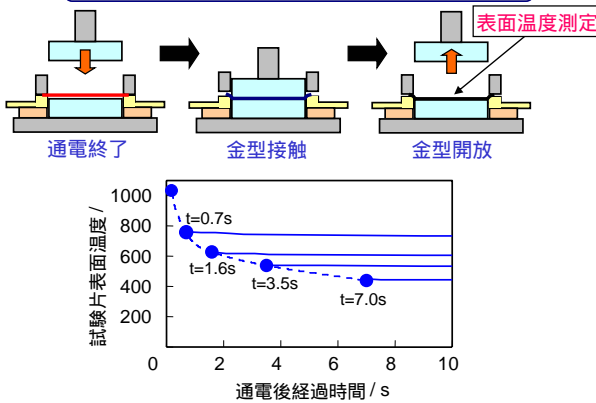 表面温度測定
通電終了
金型接触
金型開放
試験片表面温度 /
1000
800
600
400
200
0
2
4
6
8
10
t=0.7s
t=1.6s
t=3.5s
t=7.0s
通電後経過時間 / s